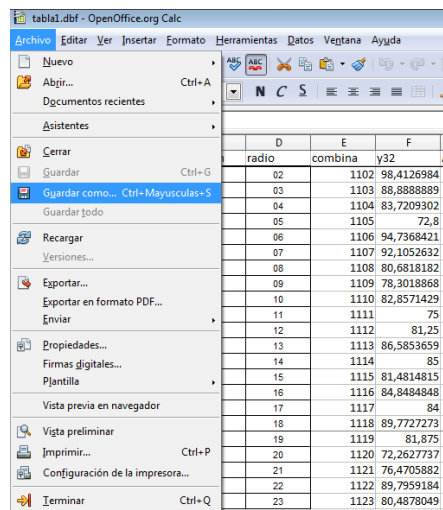 tabla1.dbf - OpenOffice.org Calc
Archivo Editar Ver Insertar Formato Herramientas Datos Ventana Ayuda
Nuevo
Abrir... Ctrl+A
Documentos recientes
Asistentes
Cerrar
Guardar Ctrl+G
Guardar como... Ctrl+Mayusculas+S
Guardar todo
Recargar
Versiones...
Exportar...
Exportar en formato PDF...
Enviar
Propiedades...
Firmas digitales...
Plantilla
Vista previa en navegador
Vista preliminar
Imprimir... Ctrl+P
Configuración de la impresora...
Terminar Ctrl+Q
ABC ABC
N C S
D E F
radio combina y32
02 1102 98,4126984
03 1103 88,8888889
04 1104 83,7209302
05 1105 72,8
06 1106 94,7368421
07 1107 92,1052632
08 1108 80,6818182
09 1109 78,3018868
10 1110 82,8571429
11 1111 75
12 1112 81,25
13 1113 86,5853659
14 1114 85
15 1115 81,4814815
16 1116 84,8484848
17 1117 84
18 1118 89,7727273
19 1119 81,875
20 1120 72,2627737
21 1121 76,4705882
22 1122 89,7959184
23 1123 80,4878049